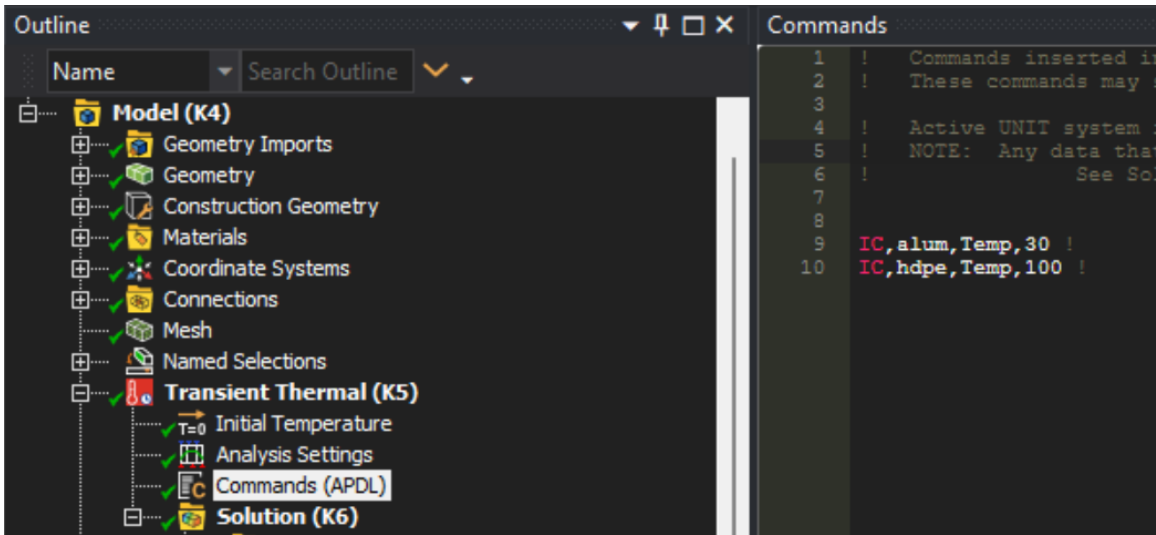 Outline
Name
Search Outline
Model (K4)
Geometry Imports
Geometry
Construction Geometry
Materials
Coordinate Systems
Connections
Mesh
Named Selections
Transient Thermal (K5)
T=0 Initial Temperature
Analysis Settings
Commands (APDL)
Solution (K6)
Commands
1 ! Commands inserted i
2 ! These commands may
3
4 ! Active UNIT system
5 ! NOTE: Any data tha
6 ! See So
7
8
9 IC,alum,Temp,30 !
10 IC,hdpe,Temp,100 !